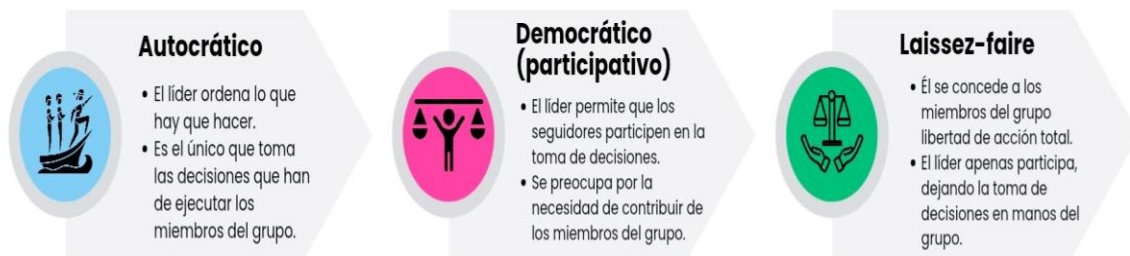 Autocrático
• El líder ordena lo que
hay que hacer.
• Es el único que toma
las decisiones que han
de ejecutar los
miembros del grupo.
Democrático
(participativo)
• El líder permite que los
seguidores participen en la
toma de decisiones.
• Se preocupa por la
necesidad de contribuir de
los miembros del grupo.
Laissez-faire
• Él se concede a los
miembros del grupo
libertad de acción total.
• El líder apenas participa,
dejando la toma de
decisiones en manos del
grupo.